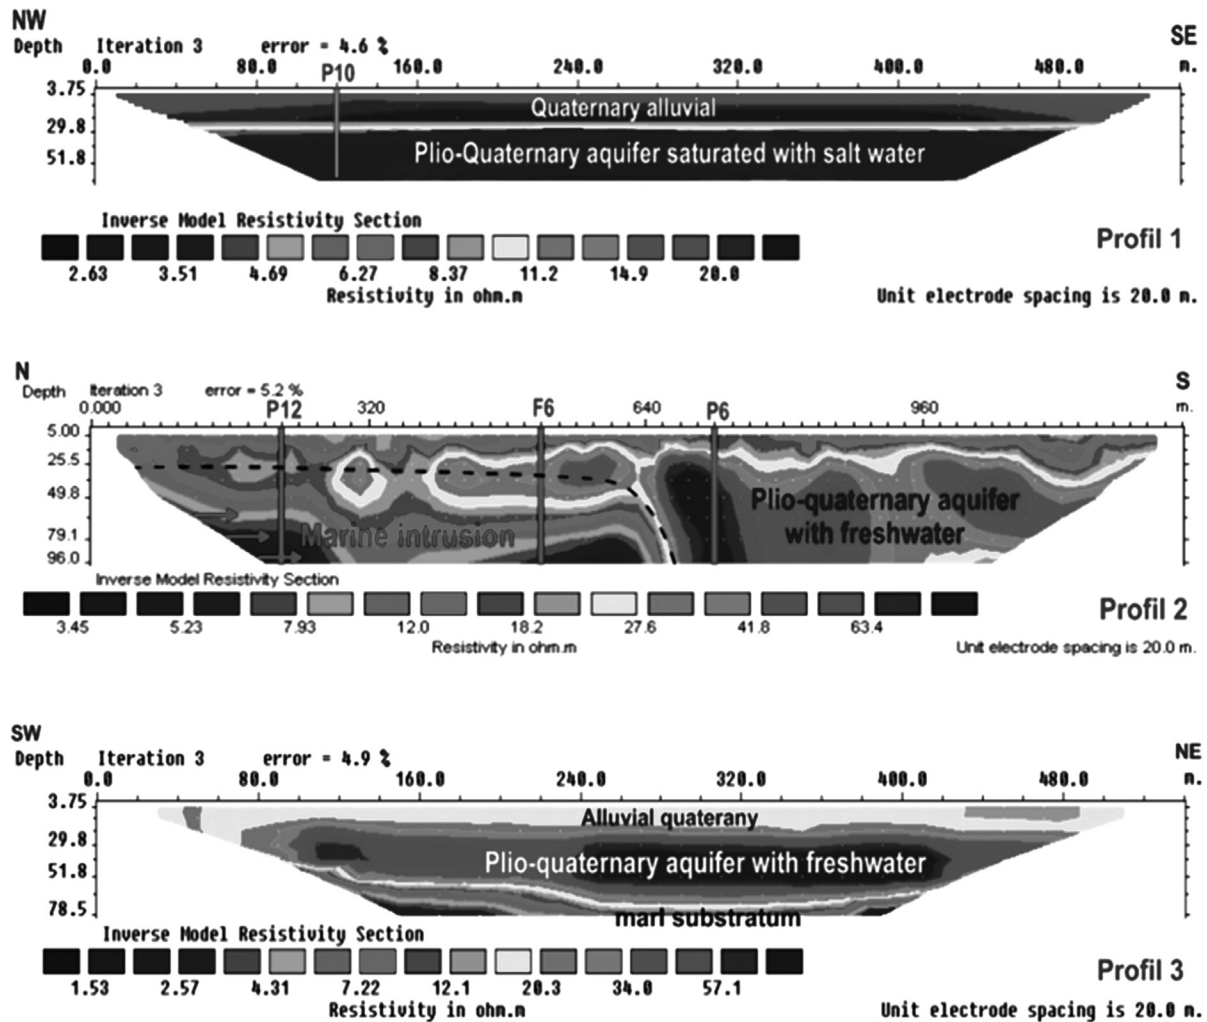 NW
SE
Depth Iteration 3 error = 4.6 %
0.0 80.0 160.0 240.0 320.0 400.0 480.0 m.
P10
3.75
Quaternary alluvial
29.8
Plio-Quaternary aquifer saturated with salt water
51.8
Inverse Model Resistivity Section
Profil 1
2.63 3.51 4.69 6.27 8.37 11.2 14.9 20.0
Resistivity in ohm.m Unit electrode spacing is 20.0 m.
N
S
Depth Iteration 3 error = 5.2 %
0.000 P12 320 F6 640 P6 960 m.
5.00
25.5
49.8
Plio-quaternary aquifer
with freshwater
Marine intrusion
79.1
96.0
Inverse Model Resistivity Section
Profil 2
3.45 5.23 7.93 12.0 18.2 27.6 41.8 63.4
Resistivity in ohm.m Unit electrode spacing is 20.0 m.
SW
NE
Depth Iteration 3 error = 4.9 %
0.0 80.0 160.0 240.0 320.0 400.0 480.0 m.
3.75
Alluvial quaterany
29.8
Plio-quaternary aquifer with freshwater
51.8
78.5
marl substratum
Inverse Model Resistivity Section
Profil 3
1.53 2.57 4.31 7.22 12.1 20.3 34.0 57.1
Resistivity in ohm.m Unit electrode spacing is 20.0 m.